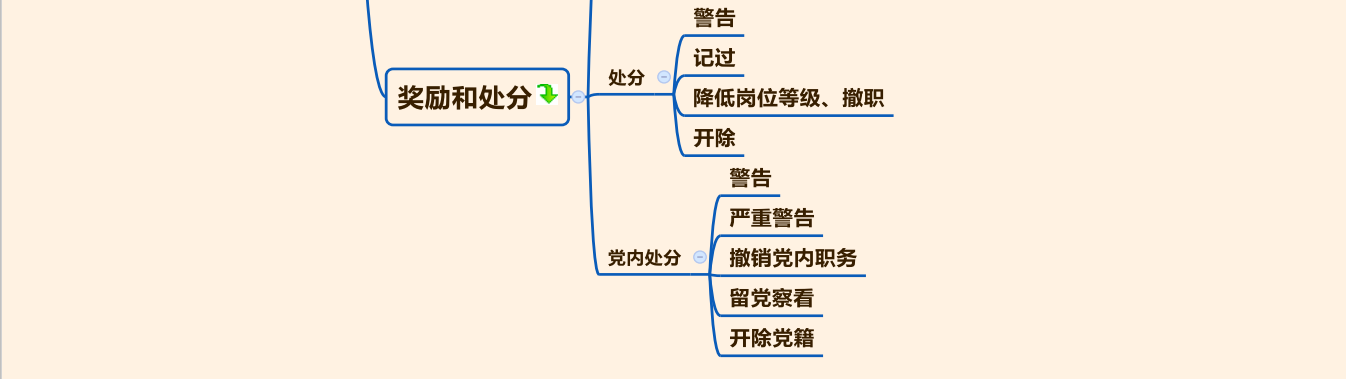 奖励和处分
处分
警告
记过
降低岗位等级、撤职
开除
党内处分
警告
严重警告
撤销党内职务
留党察看
开除党籍